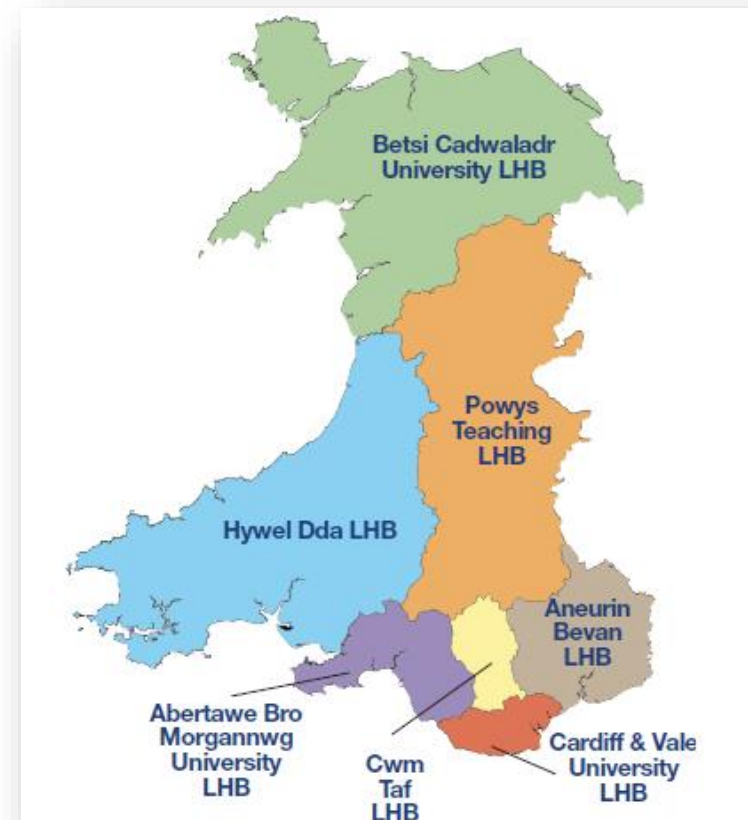 Betsi Cadwaladr
University LHB
Powys
Teaching
LHB
Hywel Dda LHB
Aneurin
Bevan
LHB
Abertawe Bro
Morgannwg
University
LHB
Cwm
Taf
LHB
Cardiff & Vale
University
LHB